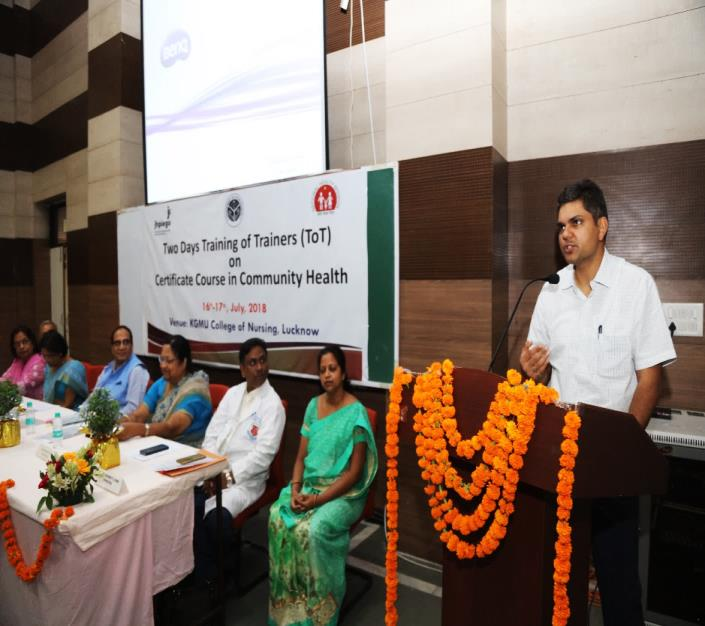 BenQ
jhpiego
Two Days Training of Trainers (ToT)
on
Certificate Course in Community Health
16th-17th, July, 2018
Venue: KGMU College of Nursing, Lucknow